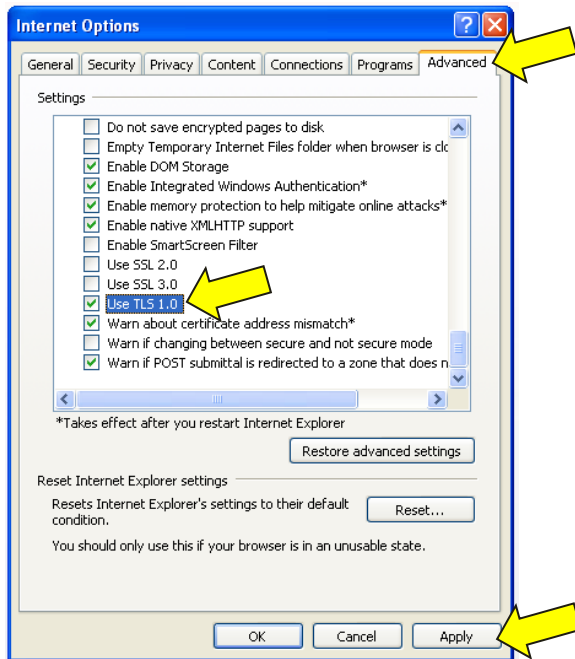 Internet Options
General Security Privacy Content Connections Programs Advanced
Settings
Do not save encrypted pages to disk
Empty Temporary Internet Files folder when browser is clo
Enable DOM Storage
Enable Integrated Windows Authentication*
Enable memory protection to help mitigate online attacks*
Enable native XMLHTTP support
Enable SmartScreen Filter
Use SSL 2.0
Use SSL 3.0
Use TLS 1.0
Warn about certificate address mismatch*
Warn if changing between secure and not secure mode
Warn if POST submittal is redirected to a zone that does n
*Takes effect after you restart Internet Explorer
Restore advanced settings
Reset Internet Explorer settings
Resets Internet Explorer's settings to their default
condition.
Reset...
You should only use this if your browser is in an unusable state.
OK Cancel Apply